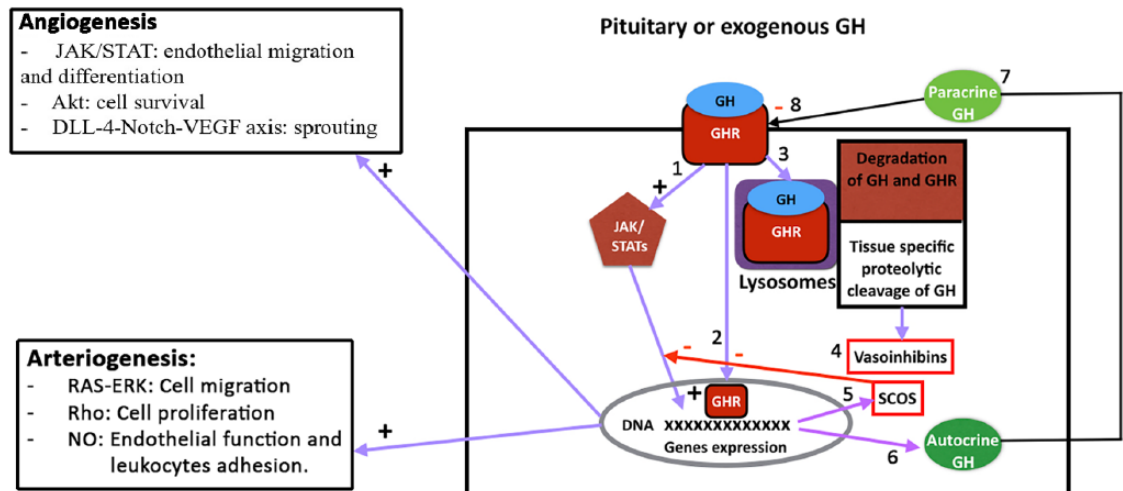 Angiogenesis
- JAK/STAT: endothelial migration
and differentiation
- Akt: cell survival
- DLL-4-Notch-VEGF axis: sprouting
+
Arteriogenesis:
- RAS-ERK: Cell migration
- Rho: Cell proliferation
- NO: Endothelial function and
leukocytes adhesion.
+
Pituitary or exogenous GH
GH
GHR
- 8
Paracrine
GH
7
1
+
2
3
JAK/
STATs
GH
GHR
Lysosomes
Degradation
of GH and GHR
Tissue specific
proteolytic
cleavage of GH
4
Vasoinhibins
-
-
5
SCOS
+
GHR
DNA XXXXXXXXXXXXX
Genes expression
6
Autocrine
GH